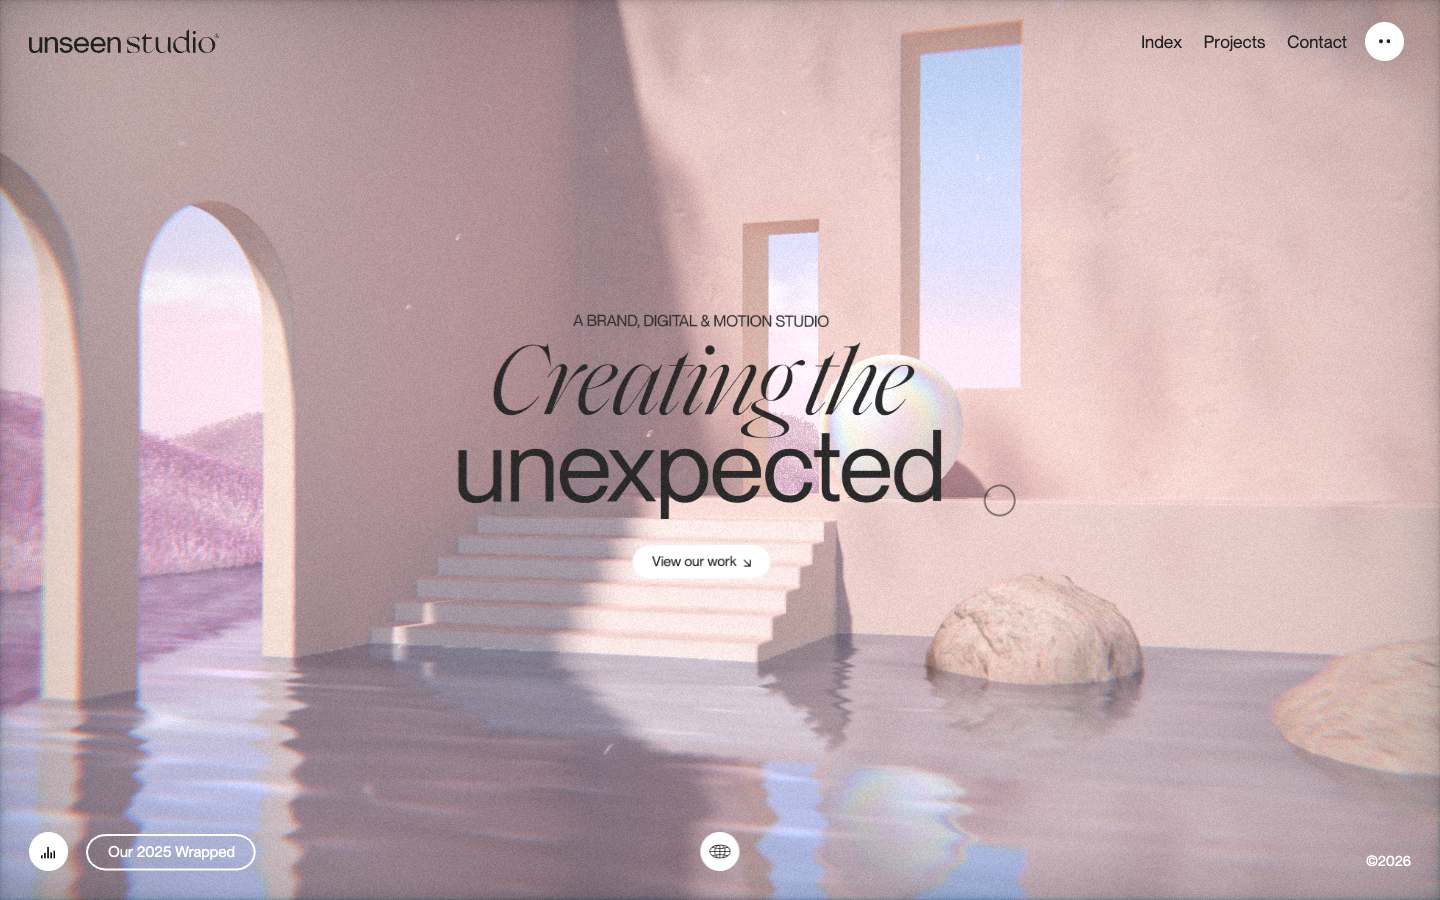 unseen studio®
Index
Projects
Contact
A BRAND, DIGITAL & MOTION STUDIO
Creating the
unexpected
View our work ↘
Our 2025 Wrapped
©2026